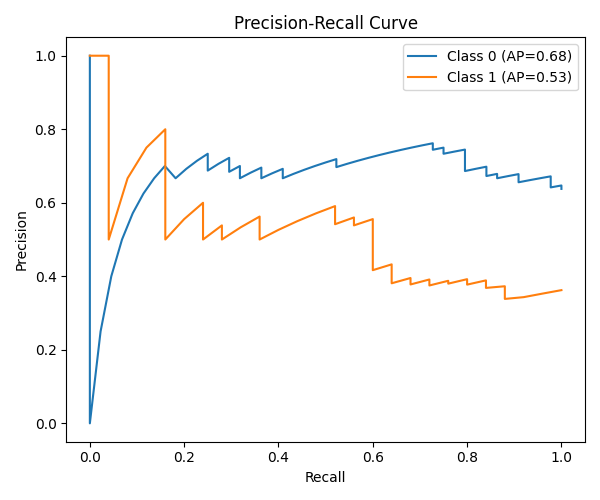 Precision-Recall Curve
Class 0 (AP=0.68)
Class 1 (AP=0.53)
Precision
1.0
0.8
0.6
0.4
0.2
0.0
0.0 0.2 0.4 0.6 0.8 1.0
Recall